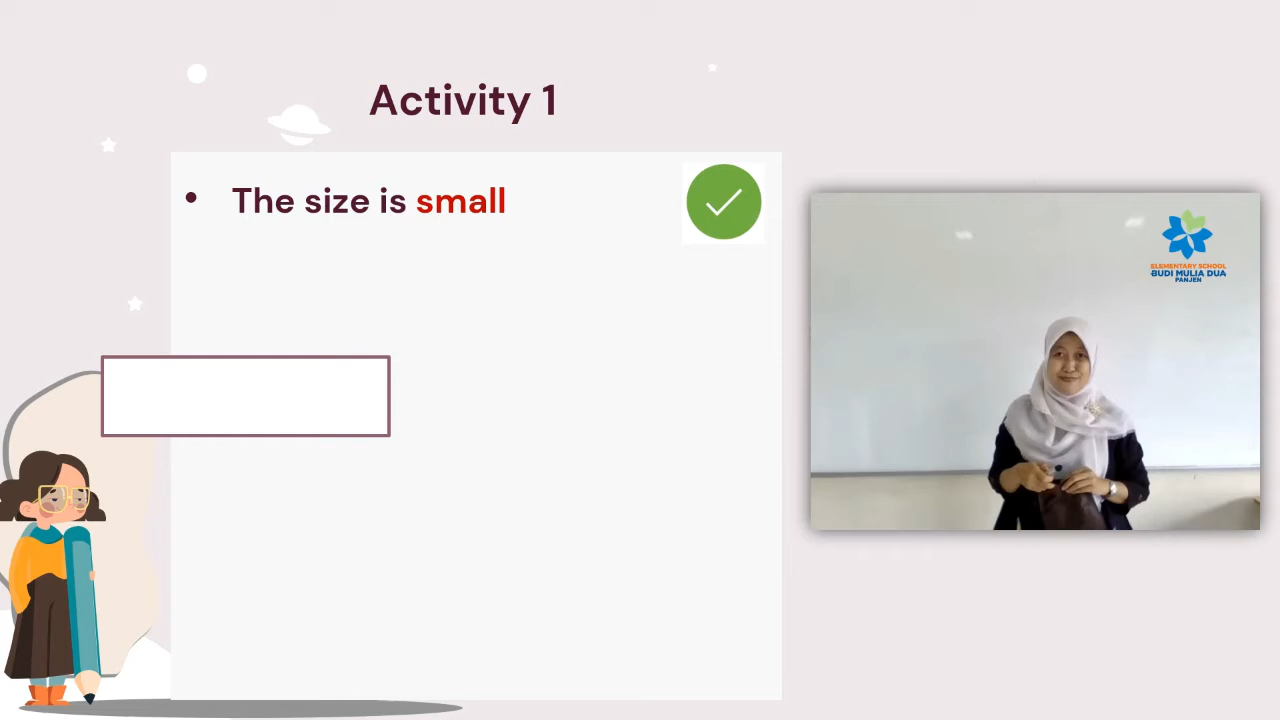 Activity 1
• The size is small
ELEMENTARY SCHOOL
BUDI MULIA DUA
PANJEN